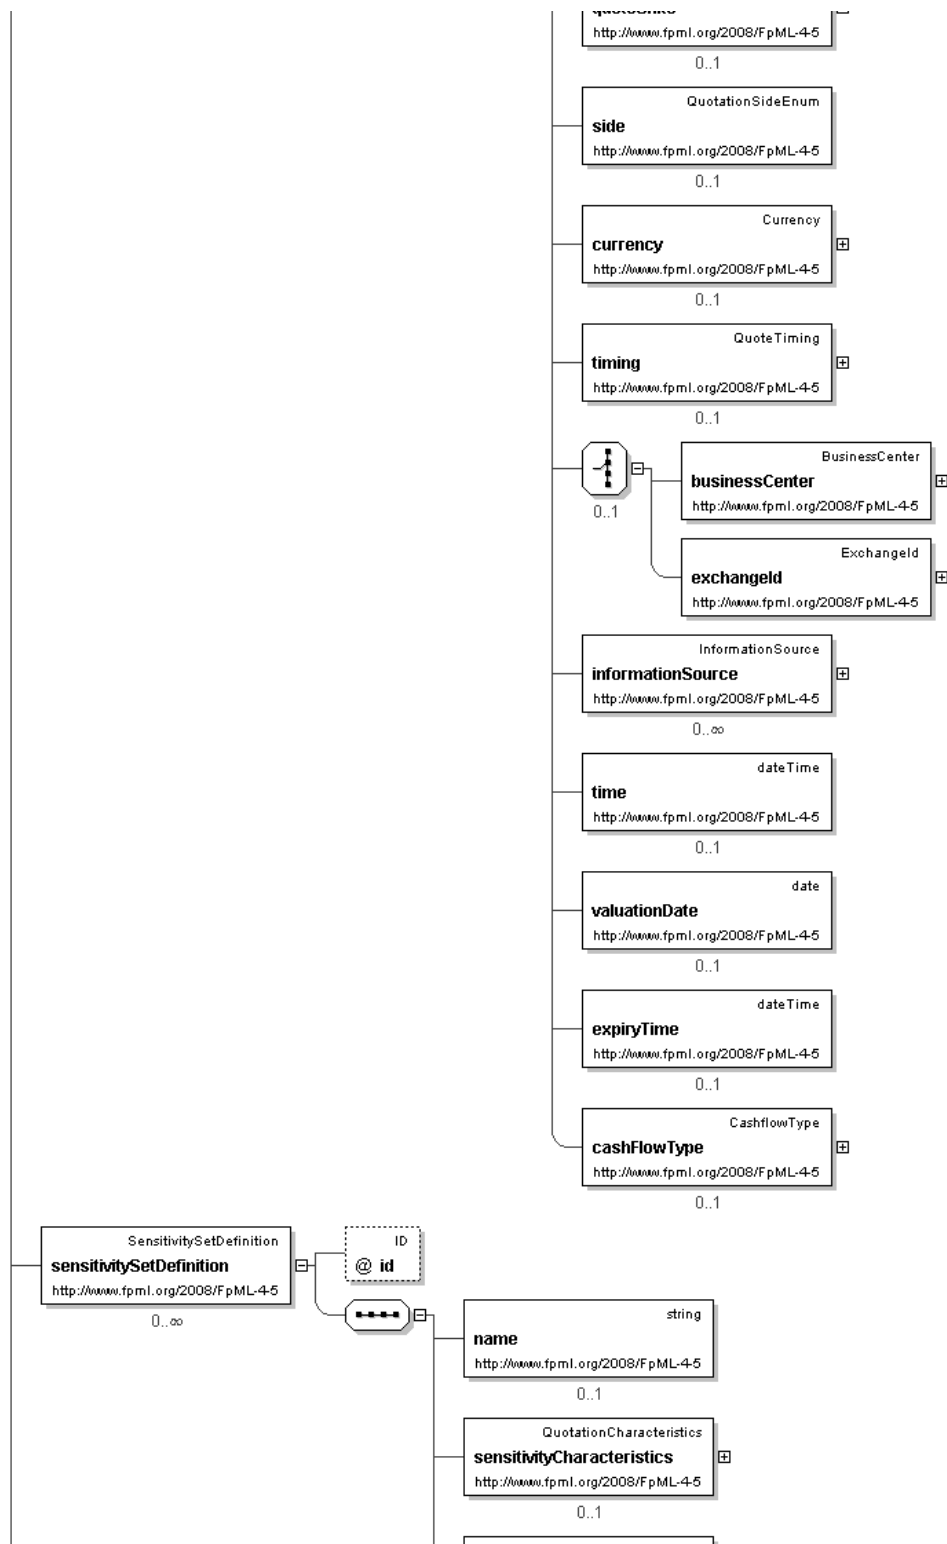 http://www.fpml.org/2008/FpML-4-5
0..1
QuotationSideEnum
side
http://www.fpml.org/2008/FpML-4-5
0..1
Currency
currency
http://www.fpml.org/2008/FpML-4-5
0..1
QuoteTiming
timing
http://www.fpml.org/2008/FpML-4-5
0..1
0..1
BusinessCenter
businessCenter
http://www.fpml.org/2008/FpML-4-5
ExchangeId
exchangeId
http://www.fpml.org/2008/FpML-4-5
InformationSource
informationSource
http://www.fpml.org/2008/FpML-4-5
0..∞
dateTime
time
http://www.fpml.org/2008/FpML-4-5
0..1
date
valuationDate
http://www.fpml.org/2008/FpML-4-5
0..1
dateTime
expiryTime
http://www.fpml.org/2008/FpML-4-5
0..1
CashflowType
cashFlowType
http://www.fpml.org/2008/FpML-4-5
0..1
SensitivitySetDefinition
sensitivitySetDefinition
http://www.fpml.org/2008/FpML-4-5
0..∞
ID
@ id
string
name
http://www.fpml.org/2008/FpML-4-5
0..1
QuotationCharacteristics
sensitivityCharacteristics
http://www.fpml.org/2008/FpML-4-5
0..1